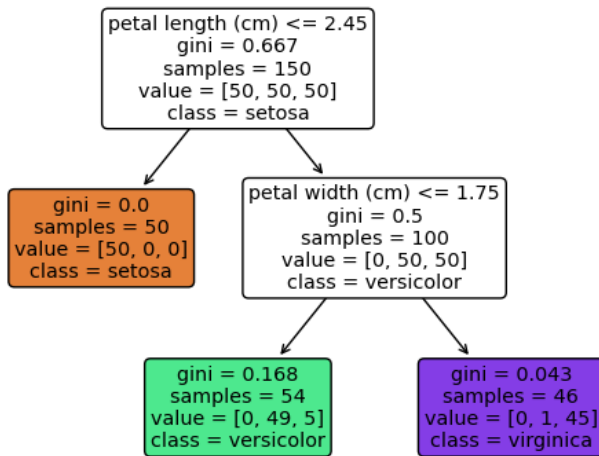 petal length (cm) <= 2.45
gini = 0.667
samples = 150
value = [50, 50, 50]
class = setosa
gini = 0.0
samples = 50
value = [50, 0, 0]
class = setosa
petal width (cm) <= 1.75
gini = 0.5
samples = 100
value = [0, 50, 50]
class = versicolor
gini = 0.168
samples = 54
value = [0, 49, 5]
class = versicolor
gini = 0.043
samples = 46
value = [0, 1, 45]
class = virginica